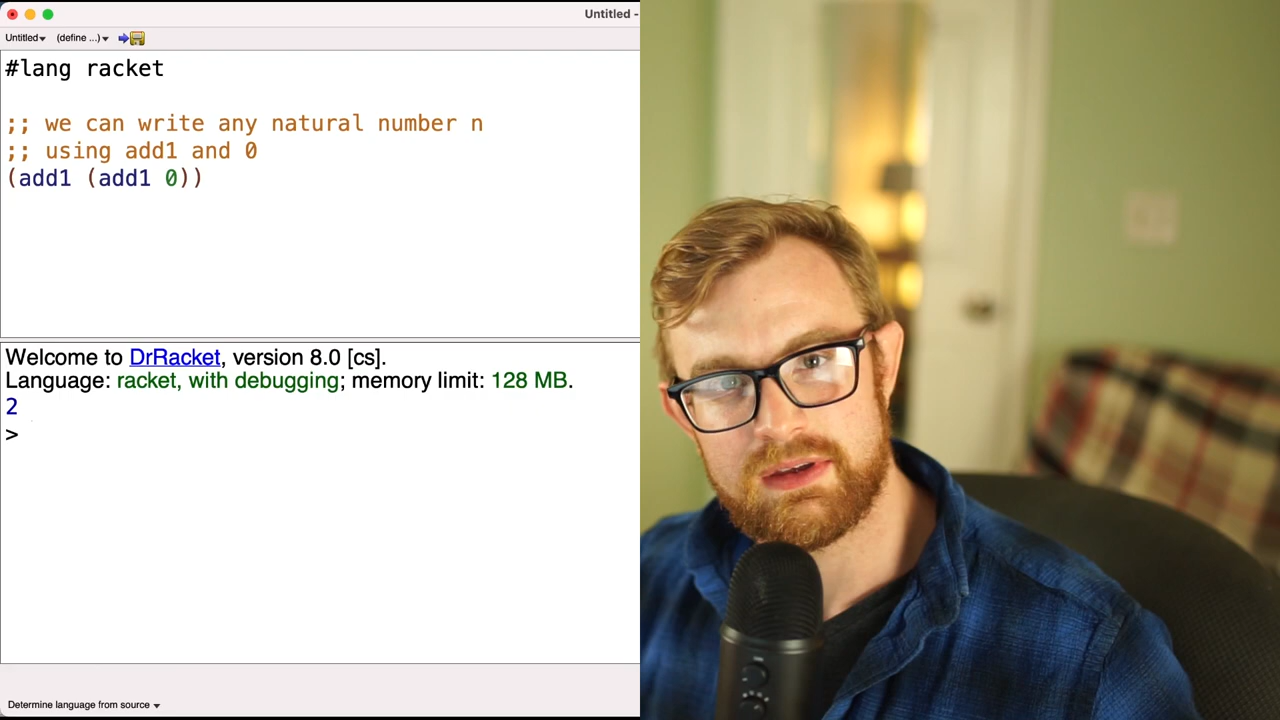 Untitled -
Untitled (define ...)
#lang racket
;; we can write any natural number n
;; using add1 and 0
(add1 (add1 0))
Welcome to DrRacket, version 8.0 [cs].
Language: racket, with debugging; memory limit: 128 MB.
2
>
Determine language from source